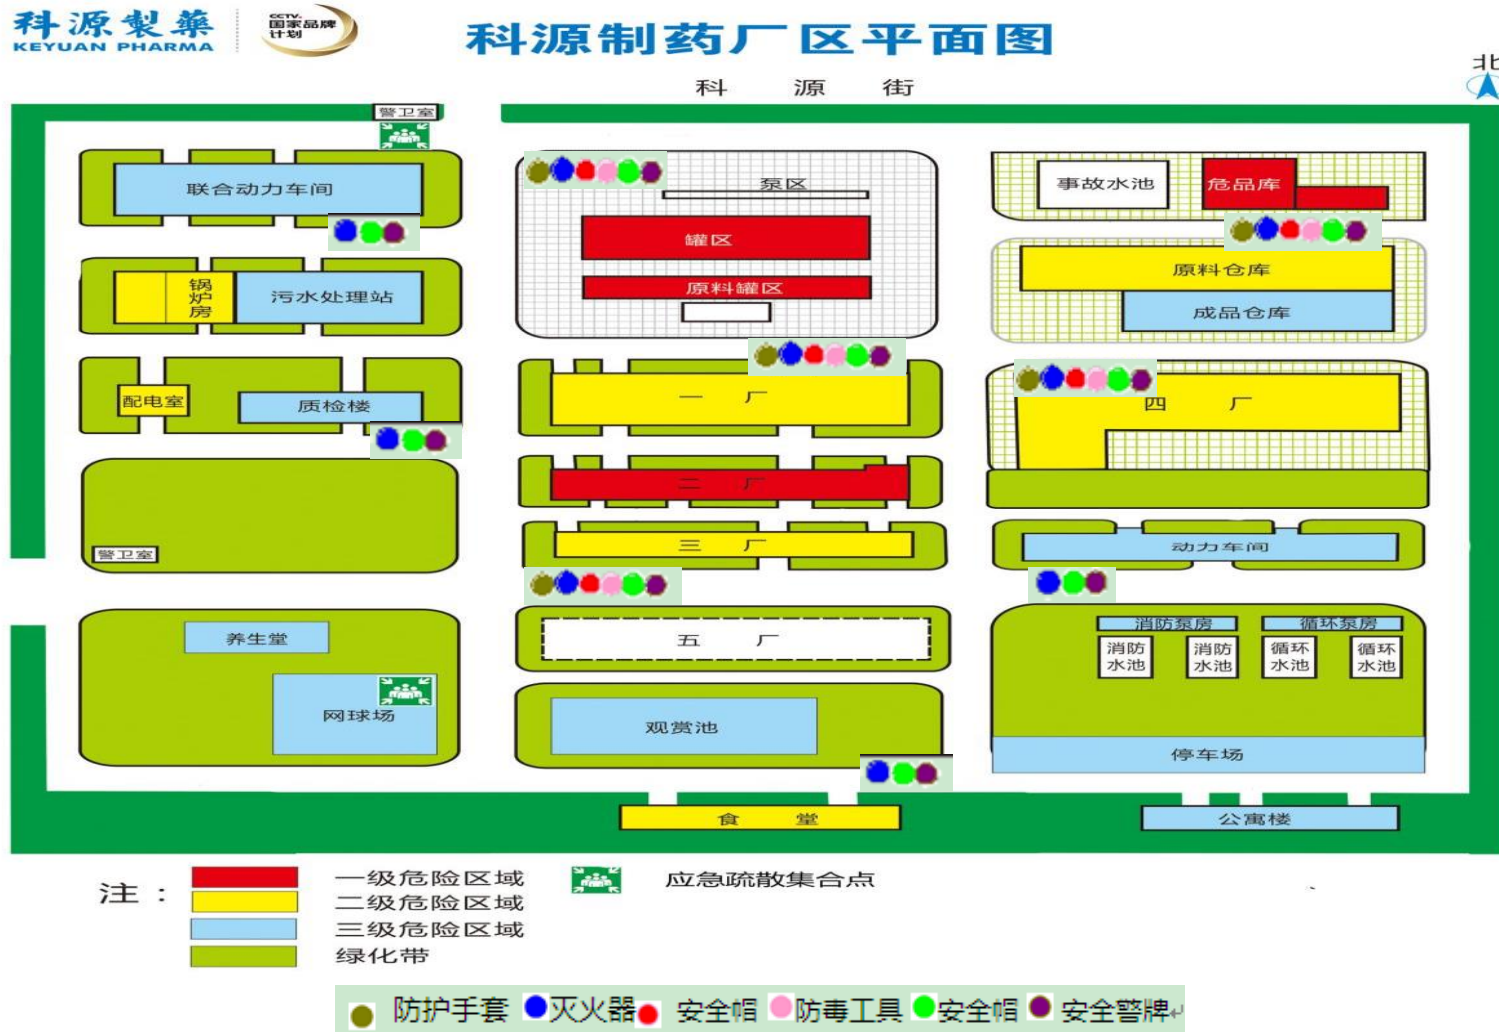 科源製藥
KEYUAN PHARMA
CCTV.
国家品牌
计划
科源制药厂区平面图
北
科 源 街
警卫室
联合动力车间
泵区
罐区
原料罐区
事故水池
危品库
锅炉房
污水处理站
原料仓库
成品仓库
配电室
质检楼
一 厂
四 厂
二 厂
三 厂
动力车间
警卫室
养生堂
网球场
五 厂
观赏池
消防泵房
循环泵房
消防
水池
消防
水池
循环
水池
循环
水池
停车场
食 堂
公寓楼
注：
一级危险区域
应急疏散集合点
二级危险区域
三级危险区域
绿化带
防护手套 灭火器 安全帽 防毒工具 安全帽 安全警牌